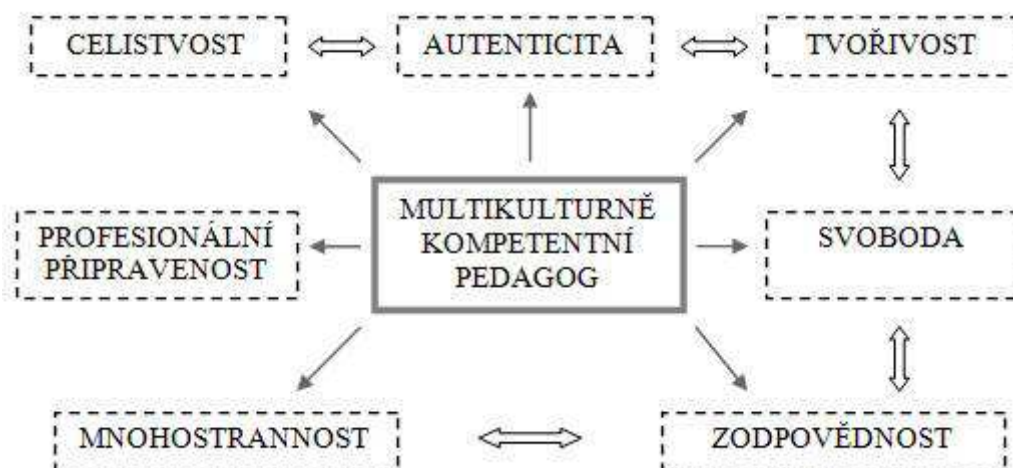 CELISTVOST
AUTENTICITA
TVOŘIVOST
MULTIKULTURNĚ
KOMPETENTNÍ
PEDAGOG
PROFESIONÁLNÍ
PŘIPRAVENOST
SVOBODA
MNOHOSTRANNOST
ZODPOVĚDNOST